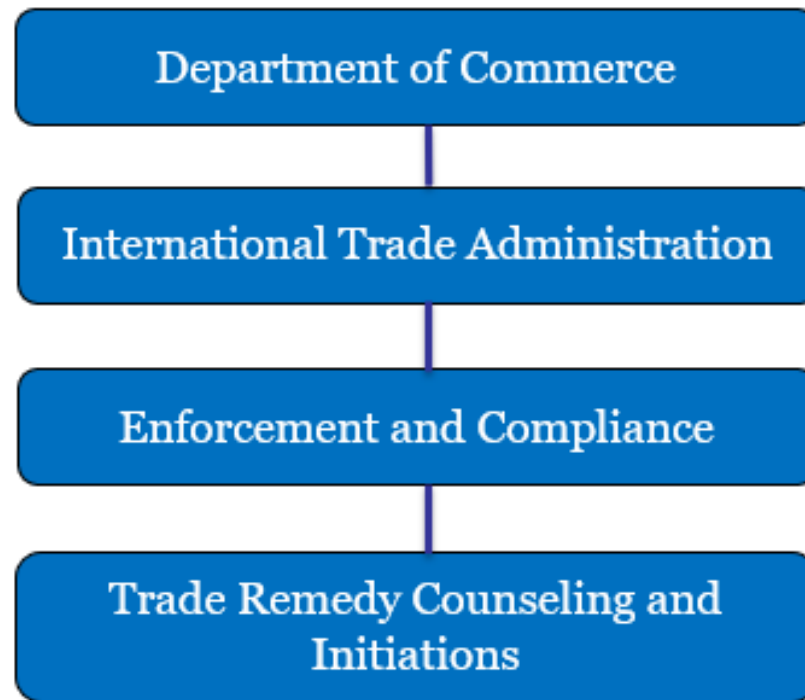 Department of Commerce
International Trade Administration
Enforcement and Compliance
Trade Remedy Counseling and
Initiations